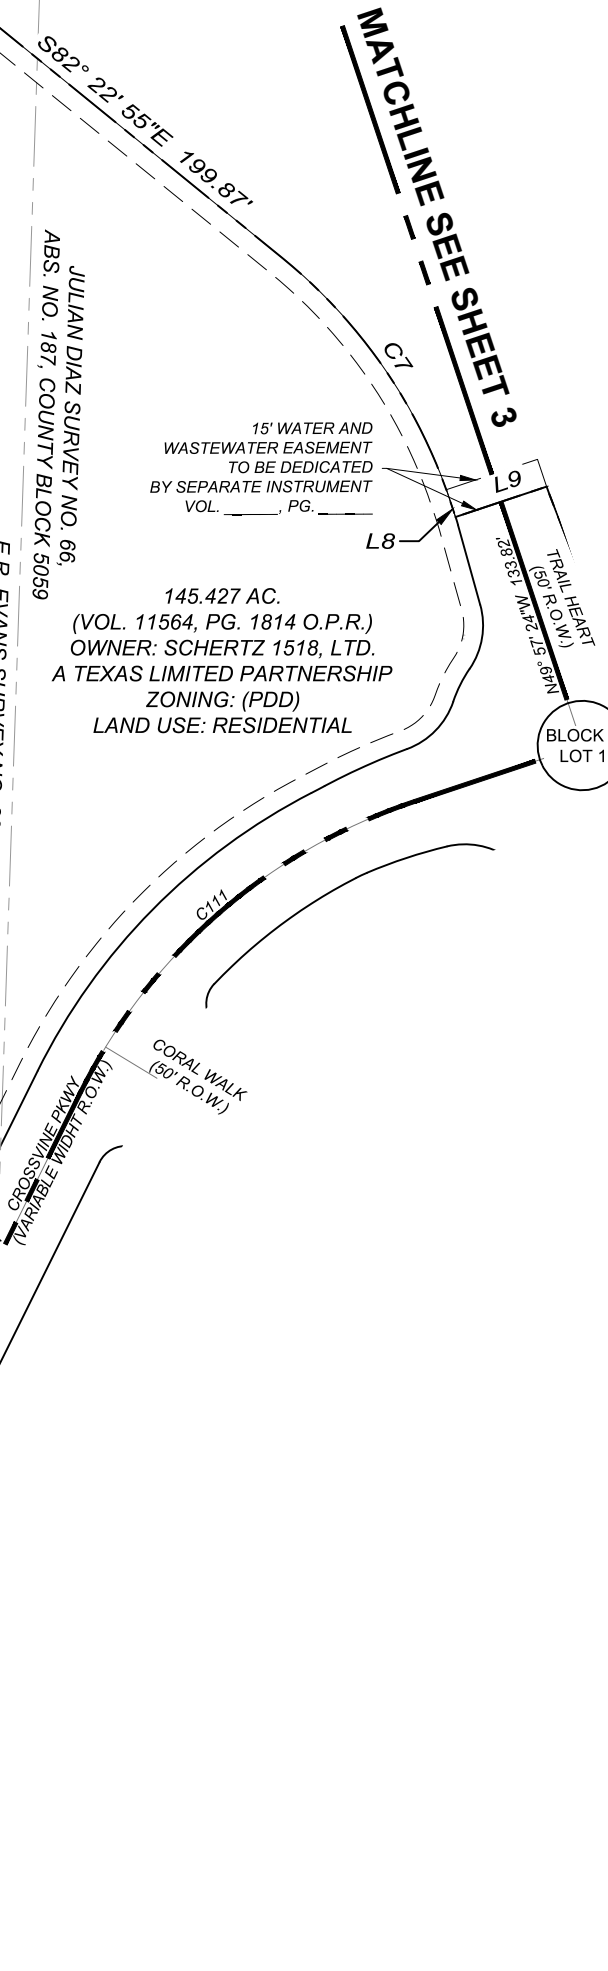 S82° 22' 55"E 199.87'
MATCHLINE SEE SHEET 3
JULIAN DIAZ SURVEY NO. 66,
ABS. NO. 187, COUNTY BLOCK 5059
C7
15' WATER AND
WASTEWATER EASEMENT
TO BE DEDICATED
BY SEPARATE INSTRUMENT
VOL. ______, PG. ______
L9
L8
TRAIL HEART
(50' R.O.W.)
N49° 57' 24"W 133.82'
145.427 AC.
(VOL. 11564, PG. 1814 O.P.R.)
OWNER: SCHERTZ 1518, LTD.
A TEXAS LIMITED PARTNERSHIP
ZONING: (PDD)
LAND USE: RESIDENTIAL
BLOCK
LOT 1
C111
CORAL WALK
(50' R.O.W.)
CROSSVINE PKWY
(VARIABLE WIDHT R.O.W.)